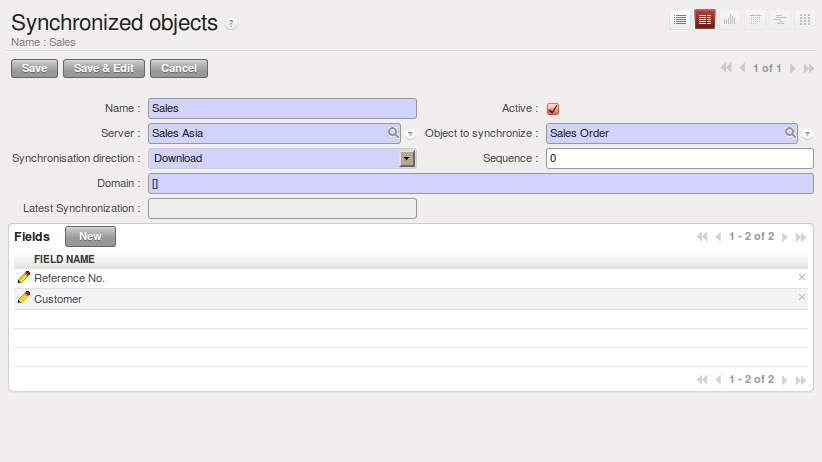 Synchronized objects ?
Name : Sales
Save Save & Edit Cancel 1 of 1
Name : Sales Active :
Server : Sales Asia Object to synchronize : Sales Order
Synchronisation direction : Download Sequence : 0
Domain : []
Latest Synchronization :
Fields New 1 - 2 of 2
FIELD NAME
Reference No.
Customer
1 - 2 of 2